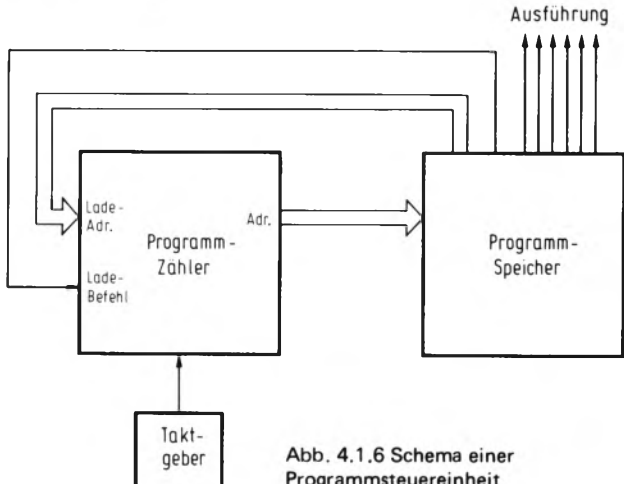 Ausführung
Lade-
Adr.
Adr.
Programm-
Zähler
Lade-
Befehl
Programm-
Speicher
Takt-
geber
Abb. 4.1.6 Schema einer
Programmsteuereinheit